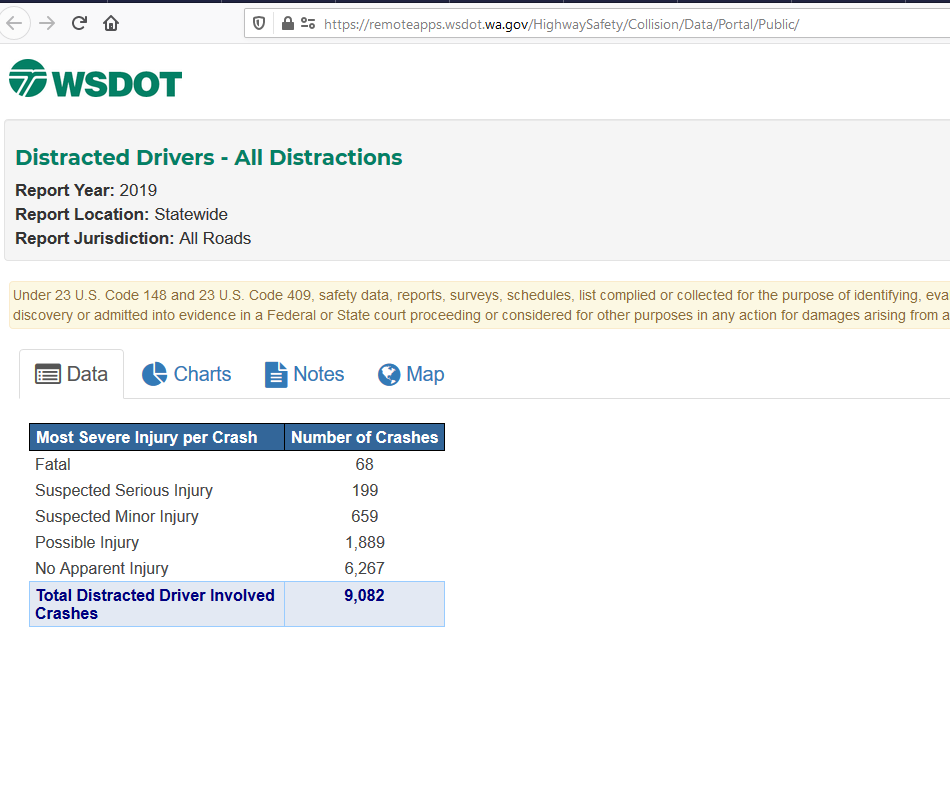 https://remoteapps.wsdot.wa.gov/HighwaySafety/Collision/Data/Portal/Public/
WSDOT
Distracted Drivers - All Distractions
Report Year: 2019
Report Location: Statewide
Report Jurisdiction: All Roads
Under 23 U.S. Code 148 and 23 U.S. Code 409, safety data, reports, surveys, schedules, list complied or collected for the purpose of identifying, eva
discovery or admitted into evidence in a Federal or State court proceeding or considered for other purposes in any action for damages arising from a
Data Charts Notes Map
Most Severe Injury per Crash Number of Crashes
Fatal 68
Suspected Serious Injury 199
Suspected Minor Injury 659
Possible Injury 1,889
No Apparent Injury 6,267
Total Distracted Driver Involved 9,082
Crashes